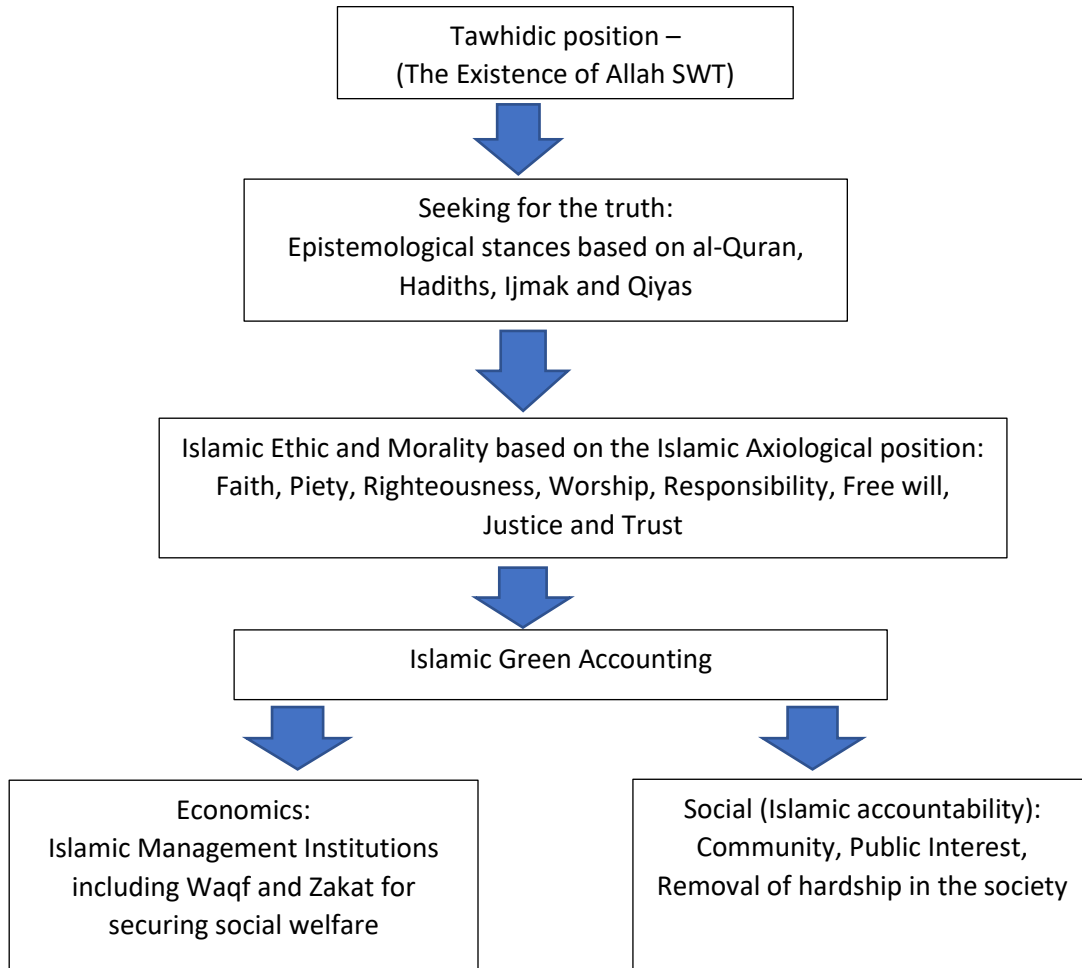 Tawhidic position –
(The Existence of Allah SWT)
Seeking for the truth:
Epistemological stances based on al-Quran,
Hadiths, Ijmak and Qiyas
Islamic Ethic and Morality based on the Islamic Axiological position:
Faith, Piety, Righteousness, Worship, Responsibility, Free will,
Justice and Trust
Islamic Green Accounting
Economics:
Islamic Management Institutions
including Waqf and Zakat for
securing social welfare
Social (Islamic accountability):
Community, Public Interest,
Removal of hardship in the society